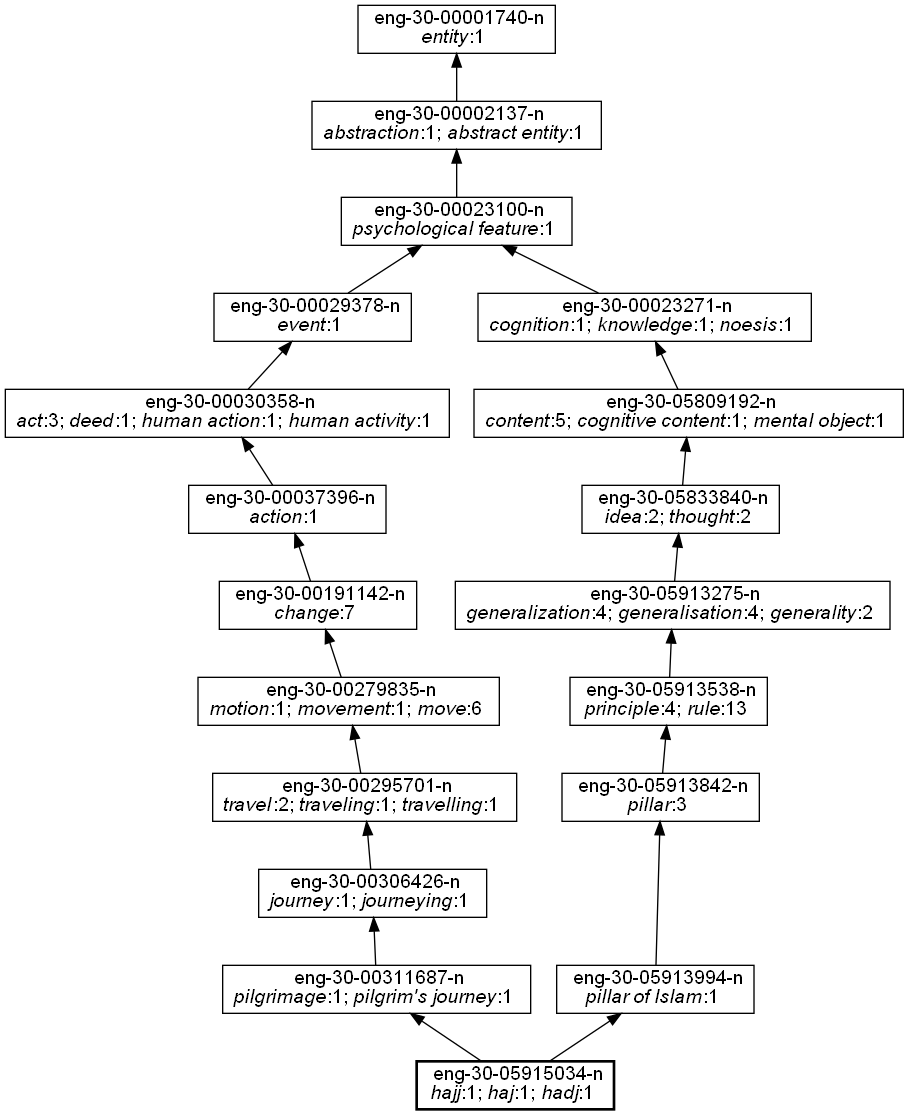 eng-30-00001740-n
entity:1
eng-30-00002137-n
abstraction:1; abstract entity:1
eng-30-00023100-n
psychological feature:1
eng-30-00029378-n
event:1
eng-30-00023271-n
cognition:1; knowledge:1; noesis:1
eng-30-00030358-n
act:3; deed:1; human action:1; human activity:1
eng-30-05809192-n
content:5; cognitive content:1; mental object:1
eng-30-00037396-n
action:1
eng-30-05833840-n
idea:2; thought:2
eng-30-00191142-n
change:7
eng-30-05913275-n
generalization:4; generalisation:4; generality:2
eng-30-00279835-n
motion:1; movement:1; move:6
eng-30-05913538-n
principle:4; rule:13
eng-30-00295701-n
travel:2; traveling:1; travelling:1
eng-30-05913842-n
pillar:3
eng-30-00306426-n
journey:1; journeying:1
eng-30-00311687-n
pilgrimage:1; pilgrim's journey:1
eng-30-05913994-n
pillar of Islam:1
eng-30-05915034-n
hajj:1; haj:1; hadj:1